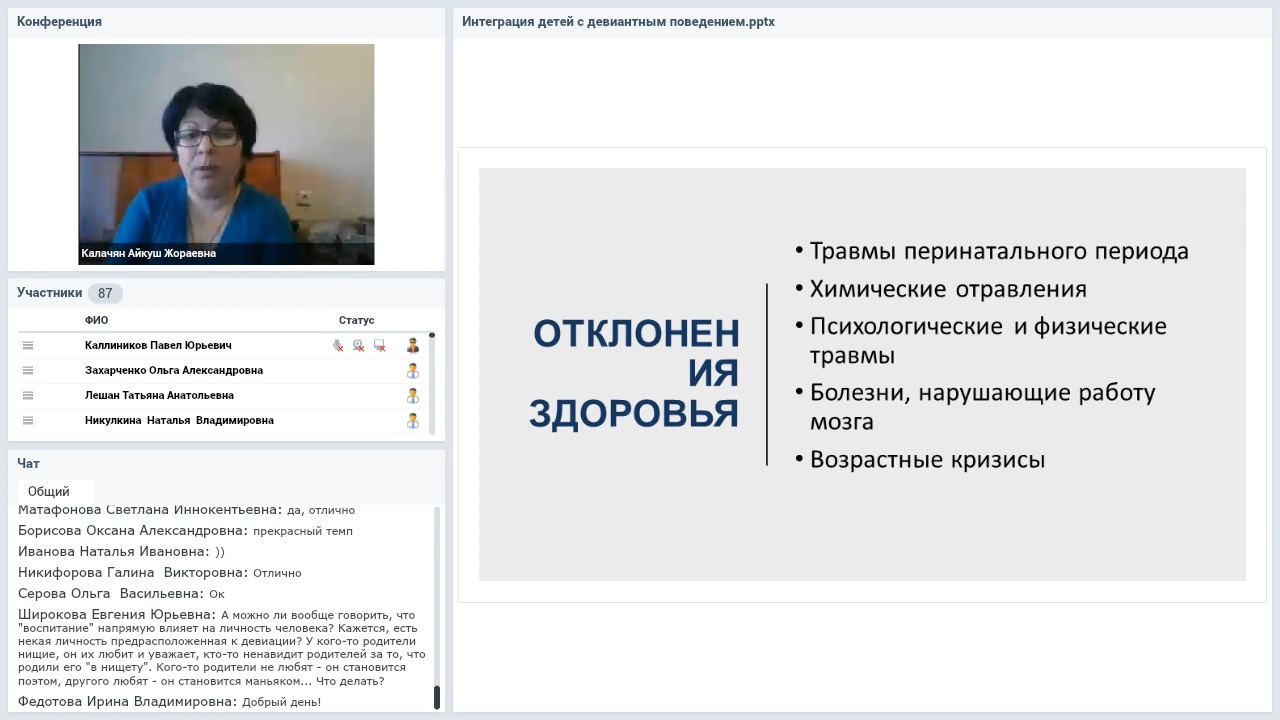 Конференция
Калачян Айкуш Жораевна
Участники 87
ФИО Статус
Каллиников Павел Юрьевич
Захарченко Ольга Александровна
Лешан Татьяна Анатольевна
Никулкина Наталья Владимировна
Чат
Общий
Матафонова Светлана Иннокентьевна: да, отлично
Борисова Оксана Александровна: прекрасный темп
Иванова Наталья Ивановна: ))
Никифорова Галина Викторовна: Отлично
Серова Ольга Васильевна: Ок
Широкова Евгения Юрьевна: А можно ли вообще говорить, что
"воспитание" напрямую влияет на личность человека? Кажется, есть
некая личность предрасположенная к девиации? У кого-то родители
нищие, он их любит и уважает, кто-то ненавидит родителей за то, что
родили его "в нищету". Кого-то родители не любят - он становится
поэтом, другого любят - он становится маньяком... Что делать?
Федотова Ирина Владимировна: Добрый день!
Интеграция детей с девиантным поведением.pptx
ОТКЛОНЕН
ИЯ
ЗДОРОВЬЯ
• Травмы перинатального периода
• Химические отравления
• Психологические и физические
травмы
• Болезни, нарушающие работу
мозга
• Возрастные кризисы